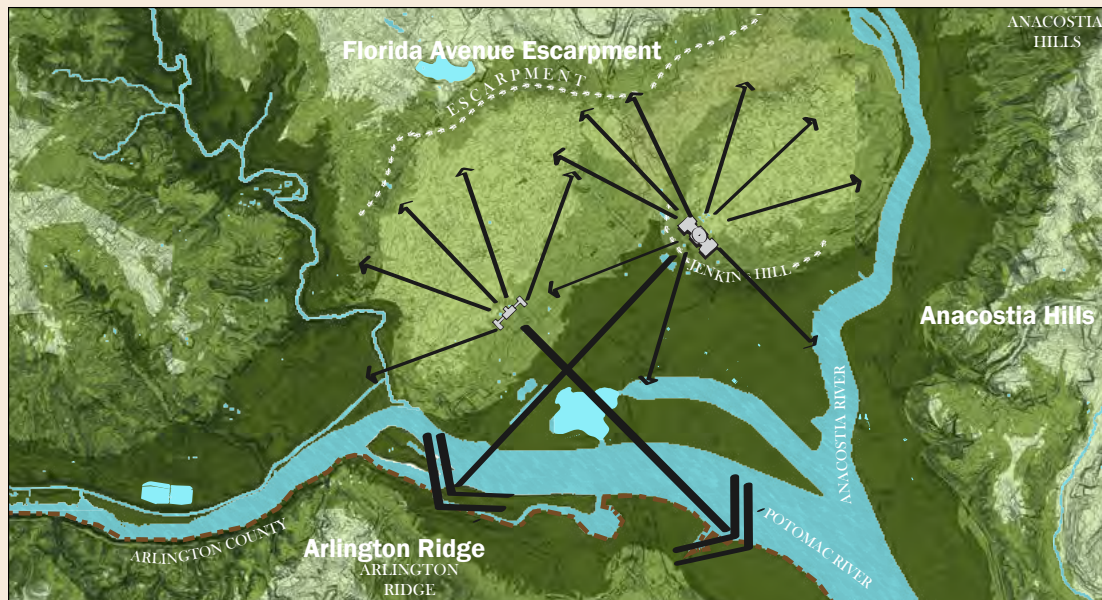 ANACOSTIA
HILLS
Florida Avenue Escarpment
ESCARPMENT
JENKINS HILL
Anacostia Hills
ANACOSTIA RIVER
POTOMAC RIVER
ARLINGTON COUNTY
Arlington Ridge
ARLINGTON
RIDGE